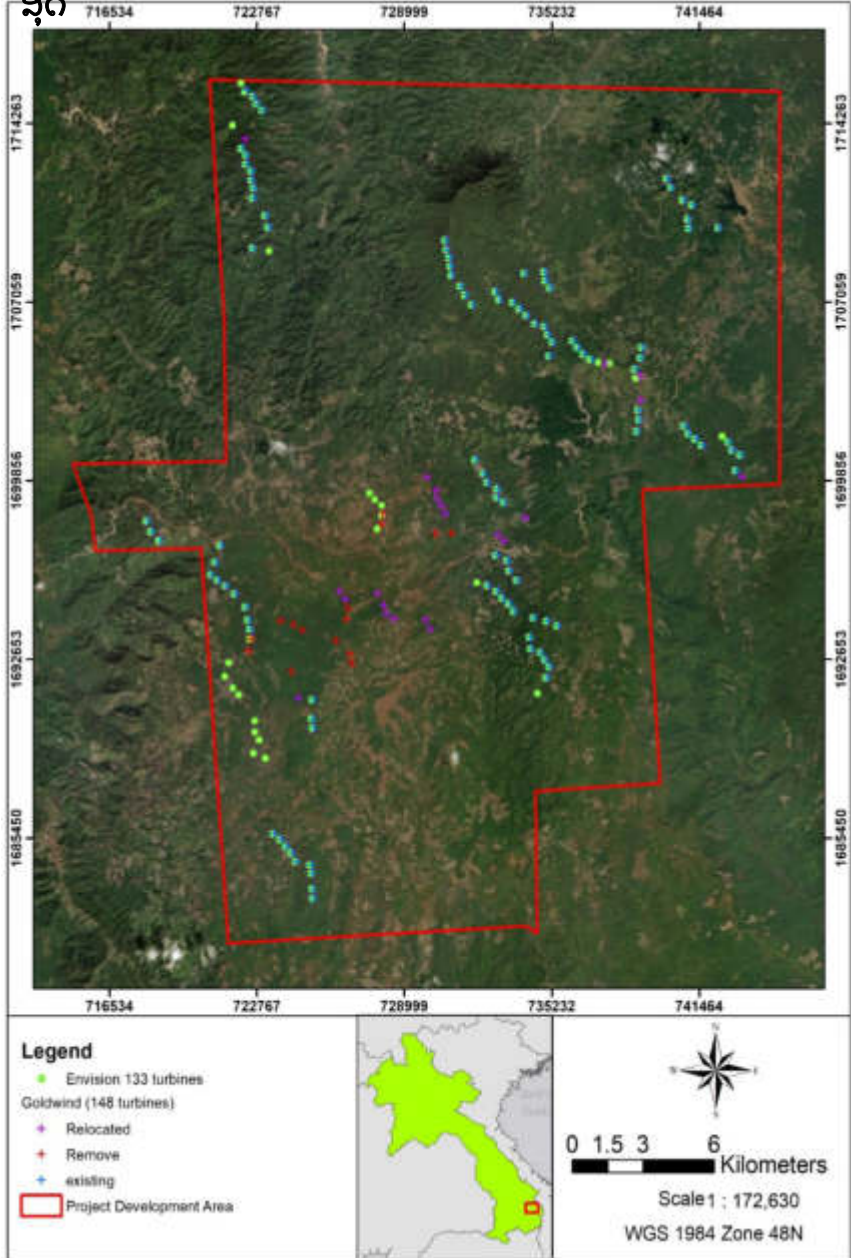 ສຸດ
716534 722767 728999 735232 741464
1714263 1714263
1707059 1707059
1699856 1699856
1692653 1692653
1685450 1685450
716534 722767 728999 735232 741464
Legend
Envision 133 turbines
Goldwind (148 turbines)
Relocated
Remove
existing
Project Development Area
N
E
S
0 1.5 3 6
Kilometers
Scale 1 : 172,630
WGS 1984 Zone 48N